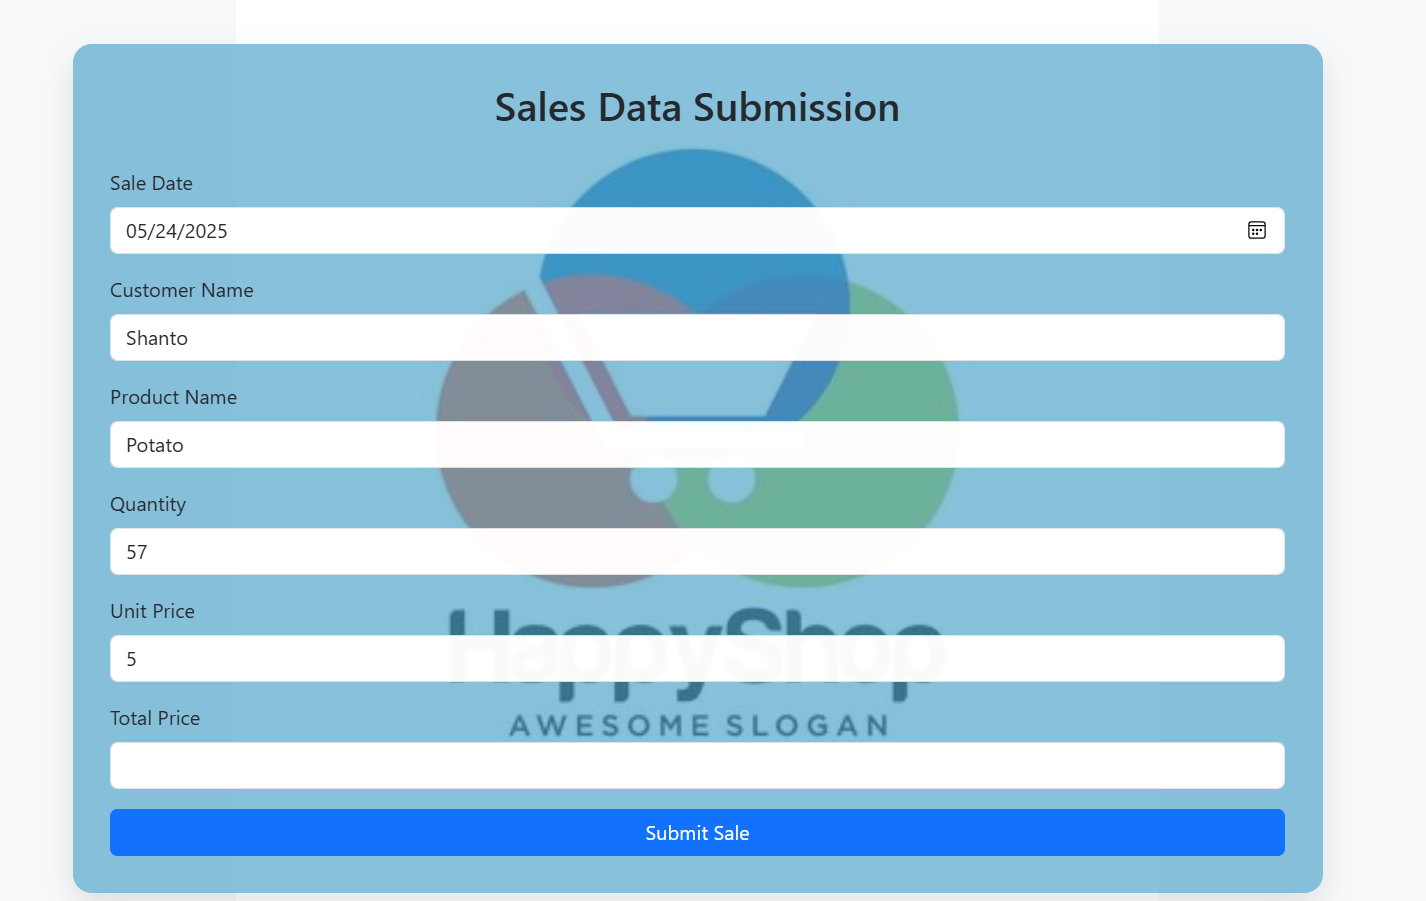 Sales Data Submission
Sale Date
05/24/2025
Customer Name
Shanto
Product Name
Potato
Quantity
57
Unit Price
HappyShop
5
Total Price
AWESOME SLOGAN
Submit Sale